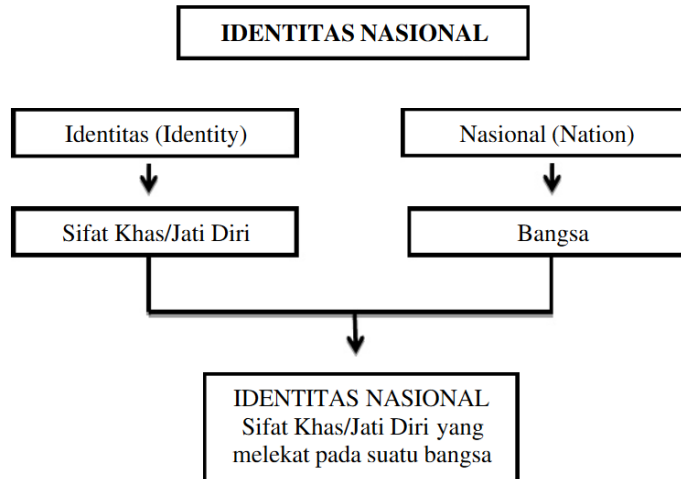 IDENTITAS NASIONAL
Identitas (Identity)
Nasional (Nation)
Sifat Khas/Jati Diri
Bangsa
IDENTITAS NASIONAL
Sifat Khas/Jati Diri yang
melekat pada suatu bangsa